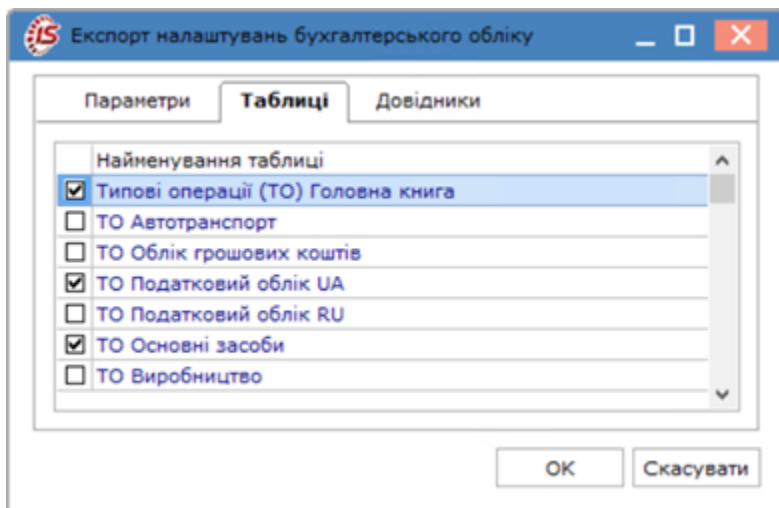 Експорт налаштувань бухгалтерського обліку
Параметри Таблиці Довідники
Найменування таблиці
Типові операції (ТО) Головна книга
ТО Автотранспорт
ТО Облік грошових коштів
ТО Податковий облік UA
ТО Податковий облік RU
ТО Основні засоби
ТО Виробництво
ОК Скасувати